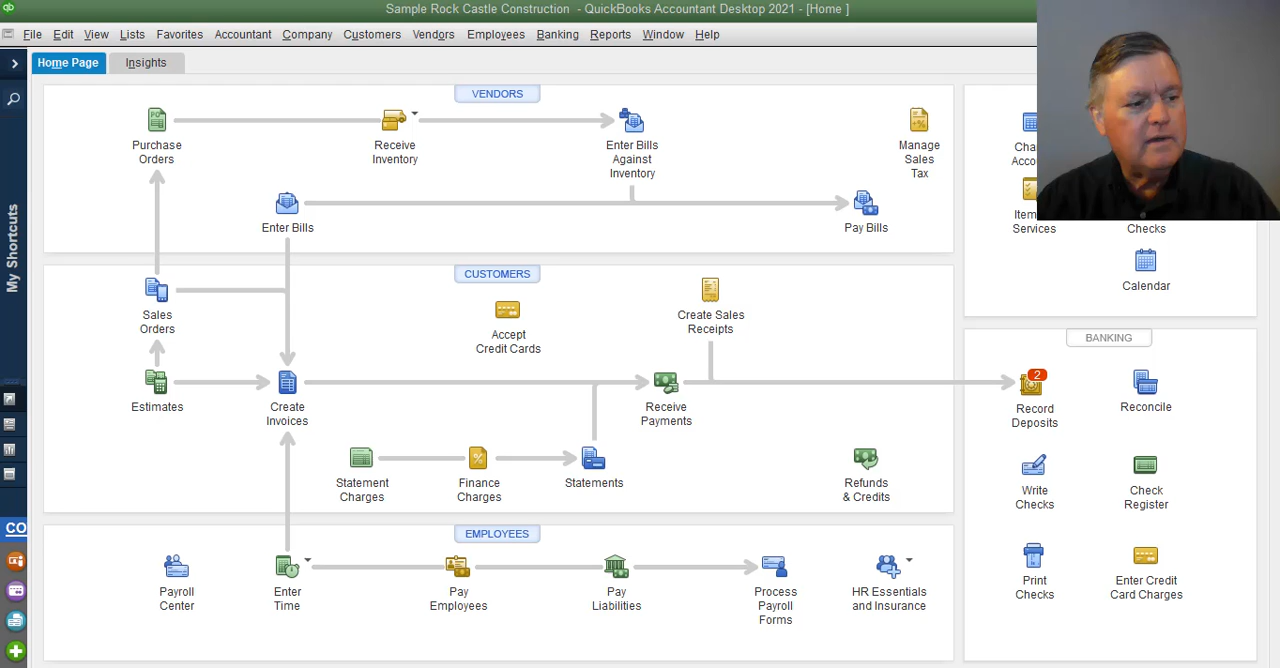 Sample Rock Castle Construction - QuickBooks Accountant Desktop 2021 - [Home ]
File Edit View Lists Favorites Accountant Company Customers Vendors Employees Banking Reports Window Help
Home Page Insights
My Shortcuts
CO
VENDORS
Purchase
Orders
Receive
Inventory
Enter Bills
Against
Inventory
Manage
Sales
Tax
Enter Bills
Pay Bills
CUSTOMERS
Sales
Orders
Accept
Credit Cards
Create Sales
Receipts
Estimates
Create
Invoices
Receive
Payments
Statement
Charges
Finance
Charges
Statements
Refunds
& Credits
EMPLOYEES
Payroll
Center
Enter
Time
Pay
Employees
Pay
Liabilities
Process
Payroll
Forms
HR Essentials
and Insurance
Services
Checks
Calendar
BANKING
2
Record
Deposits
Reconcile
Write
Checks
Check
Register
Print
Checks
Enter Credit
Card Charges